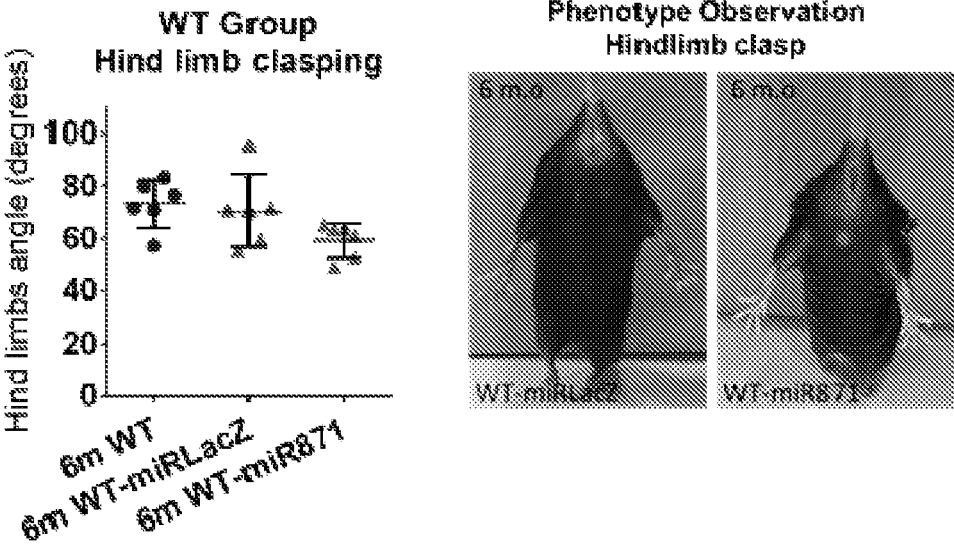 WT Group
Hind limb clasping
Hind limbs angle (degrees)
100
80
60
40
20
0
6m WT
6m WT-miRLacZ
6m WT-miR871
Phenotype Observation
Hindlimb clasp
6 m.o
6 m.o
WT-miRLacZ
WT-miR871